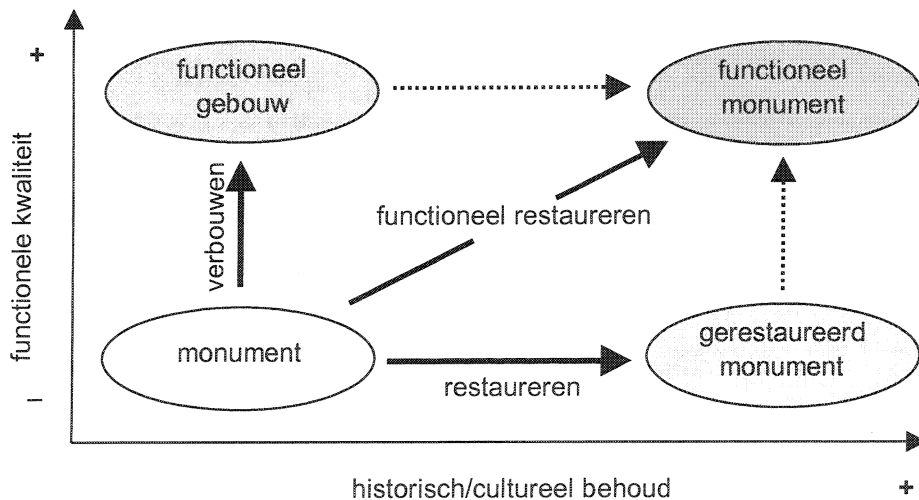 +
functioneel
gebouw
functioneel
monument
functionele kwaliteit
verbouwen
functioneel restaureren
monument
gerestaureerd
monument
restaureren
–
historisch/cultureel behoud
+